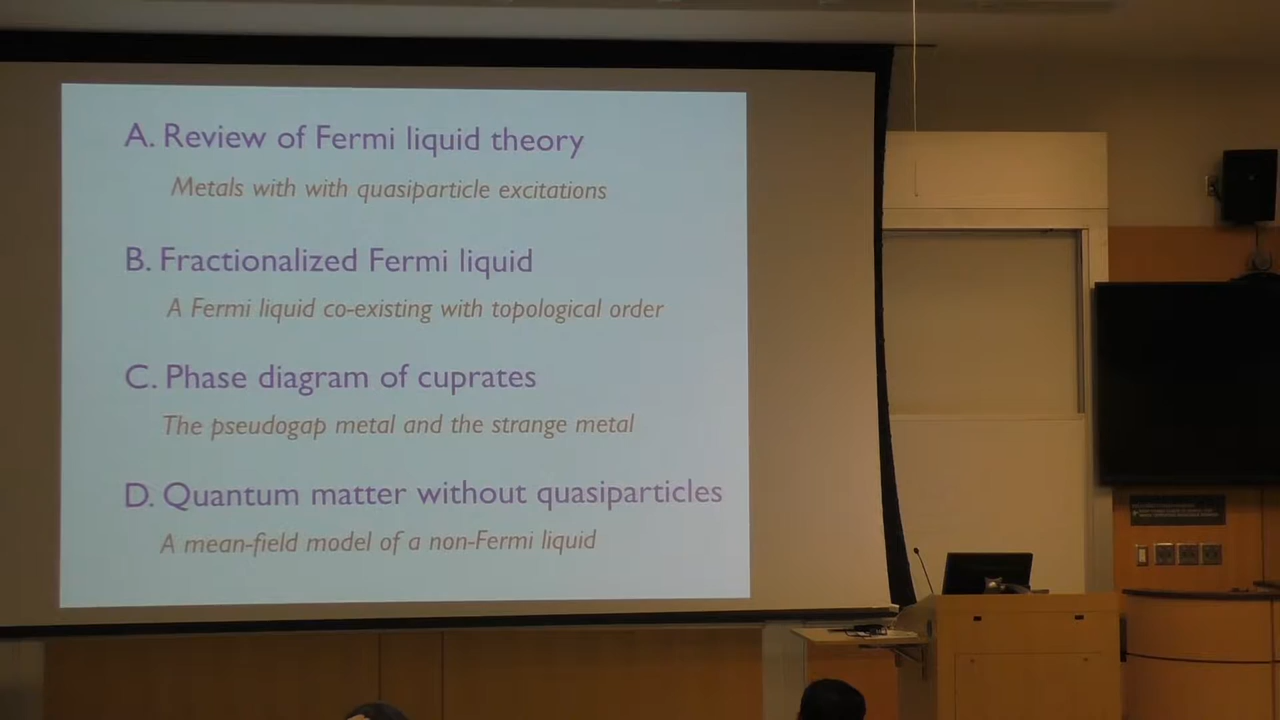 A. Review of Fermi liquid theory
Metals with with quasiparticle excitations
B. Fractionalized Fermi liquid
A Fermi liquid co-existing with topological order
C. Phase diagram of cuprates
The pseudogap metal and the strange metal
D. Quantum matter without quasiparticles
A mean-field model of a non-Fermi liquid